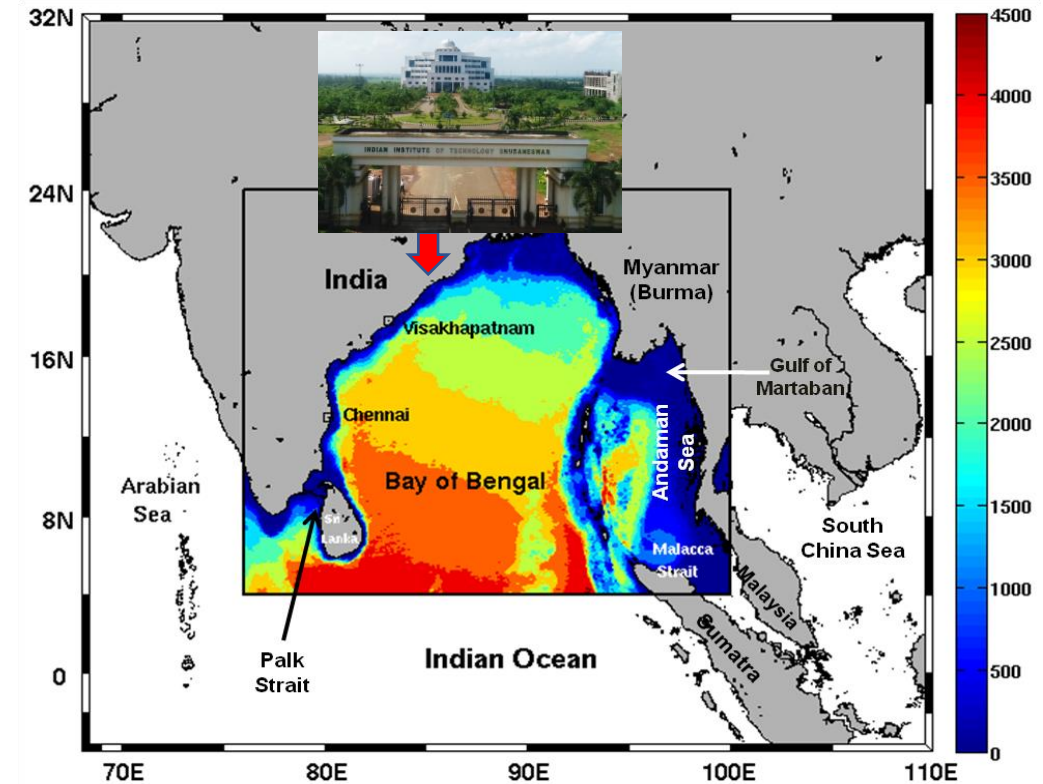 32N
24N
16N
8N
0
70E
80E
90E
100E
110E
4500
4000
3500
3000
2500
2000
1500
1000
500
0
INDIAN INSTITUTE OF TECHNOLOGY BHUBANESWAR
India
Myanmar
(Burma)
Visakhapatnam
Gulf of
Martaban
Chennai
Andaman
Sea
Bay of Bengal
Arabian
Sea
Sri
Lanka
South
China Sea
Malacca
Strait
Malaysia
Sumatra
Palk
Strait
Indian Ocean